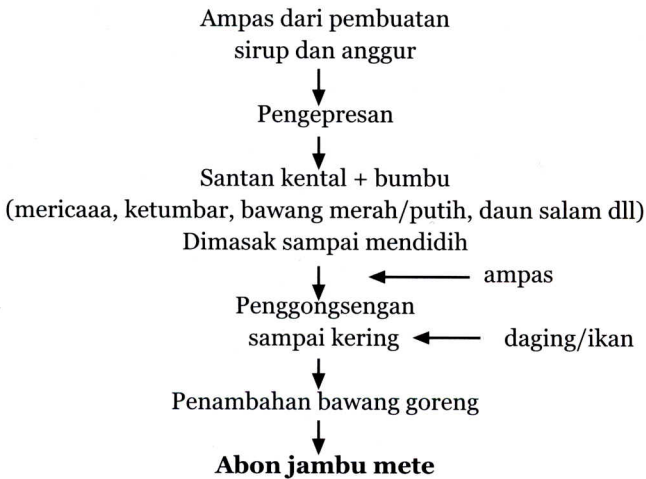 Ampas dari pembuatan
sirup dan anggur
Pengepresan
Santan kental + bumbu
(mericaaa, ketumbar, bawang merah/putih, daun salam dll)
Dimasak sampai mendidih
ampas
Penggongsengan
sampai kering
daging/ikan
Penambahan bawang goreng
Abon jambu mete